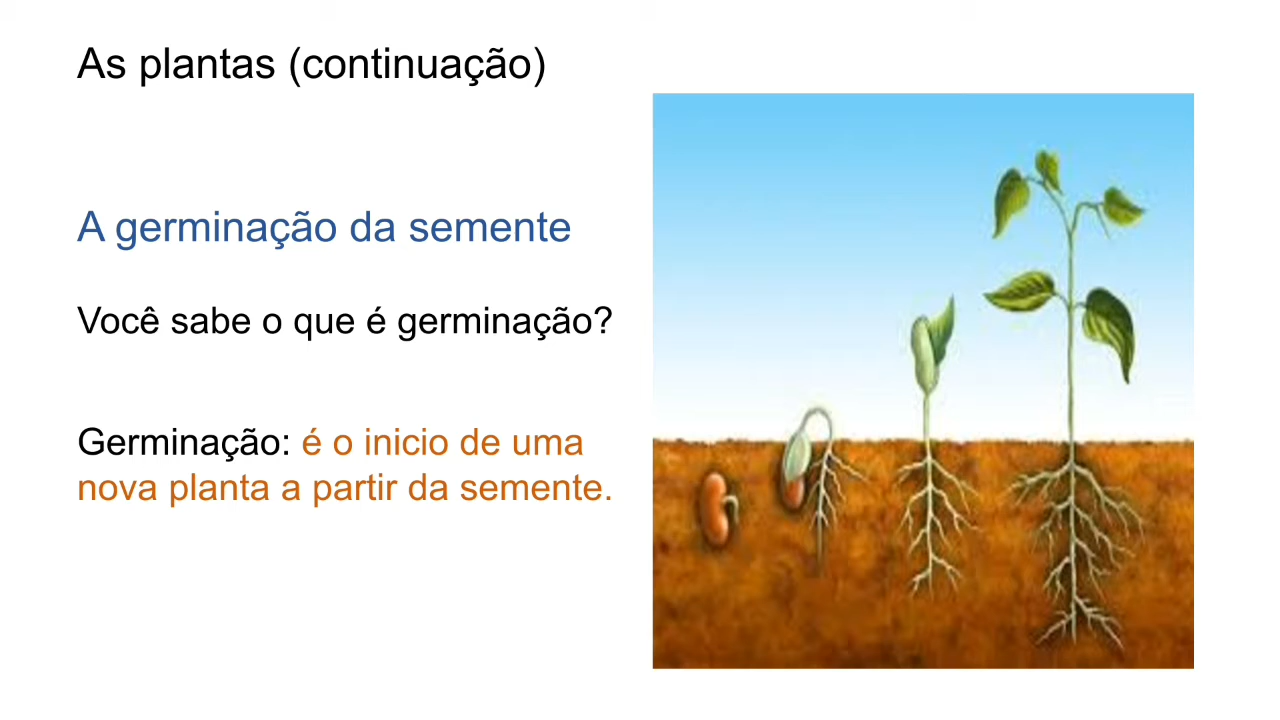 As plantas (continuação)
A germinação da semente
Você sabe o que é germinação?
Germinação: é o inicio de uma
nova planta a partir da semente.